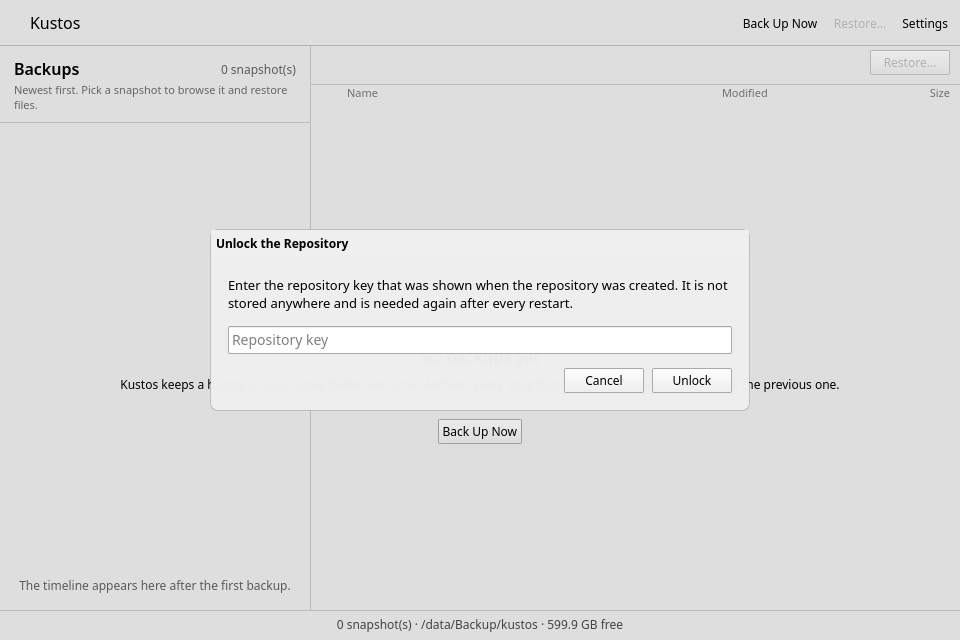 Kustos
Back Up Now
Restore...
Settings
Backups
0 snapshot(s)
Newest first. Pick a snapshot to browse it and restore
files.
Restore...
Name
Modified
Size
Unlock the Repository
Enter the repository key that was shown when the repository was created. It is not
stored anywhere and is needed again after every restart.
Repository key
No backups yet
Kustos keeps a
the previous one.
Cancel
Unlock
Back Up Now
The timeline appears here after the first backup.
0 snapshot(s) · /data/Backup/kustos · 599.9 GB free